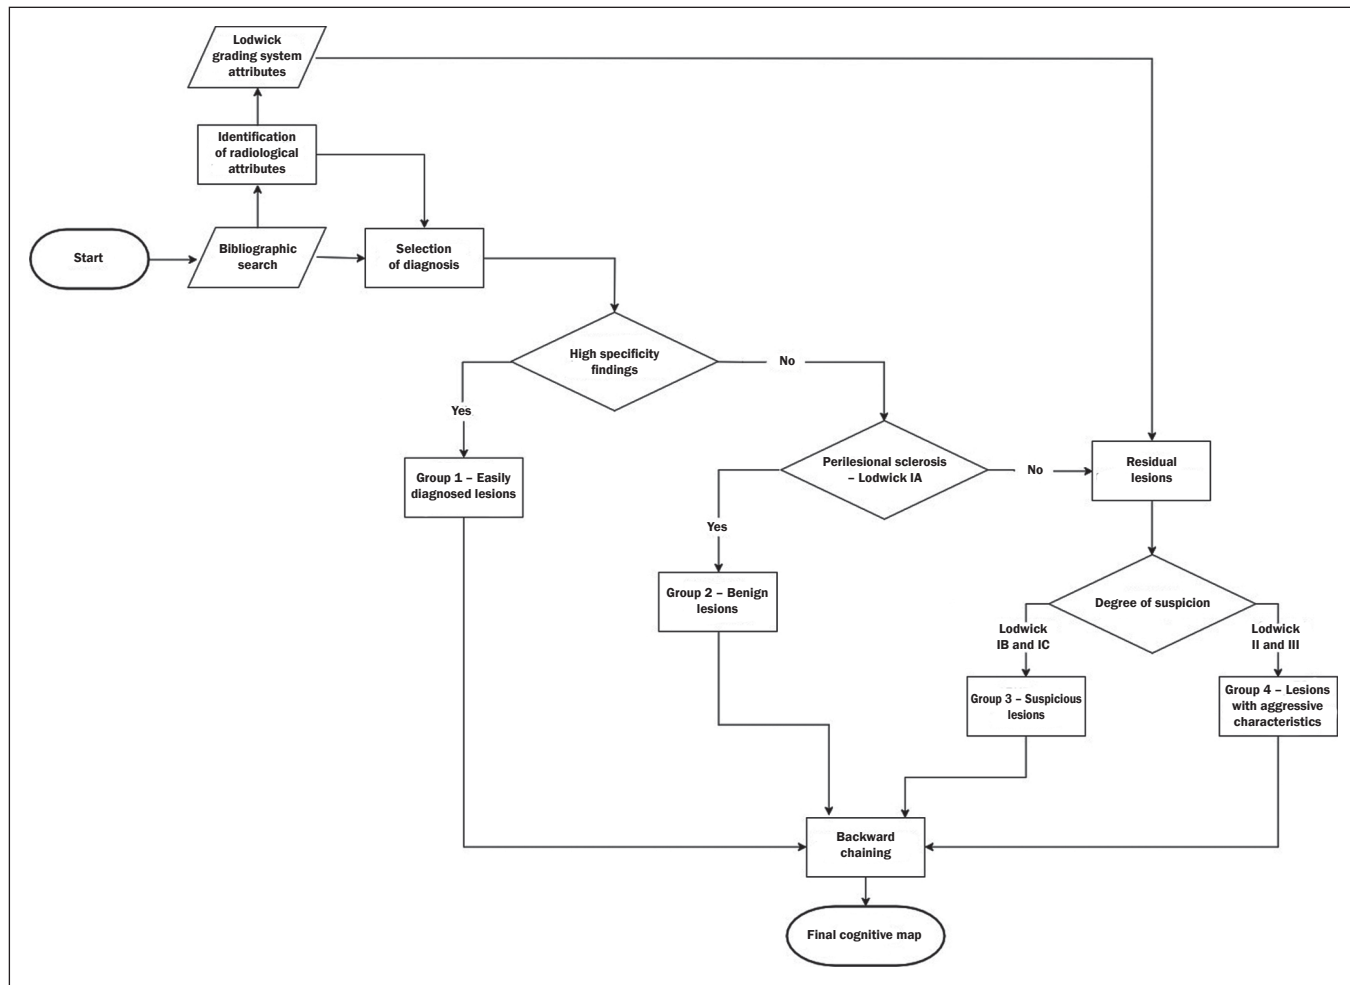 Lodwick
grading system
attributes
Identification
of radiological
attributes
Start
Bibliographic
search
Selection
of diagnosis
High specificity
findings
No
Yes
Perilesional sclerosis
– Lodwick IA
No
Residual
lesions
Group 1 – Easily
diagnosed lesions
Yes
Group 2 – Benign
lesions
Degree of suspicion
Lodwick
IB and IC
Lodwick
II and III
Group 3 – Suspicious
lesions
Group 4 – Lesions
with aggressive
characteristics
Backward
chaining
Final cognitive map